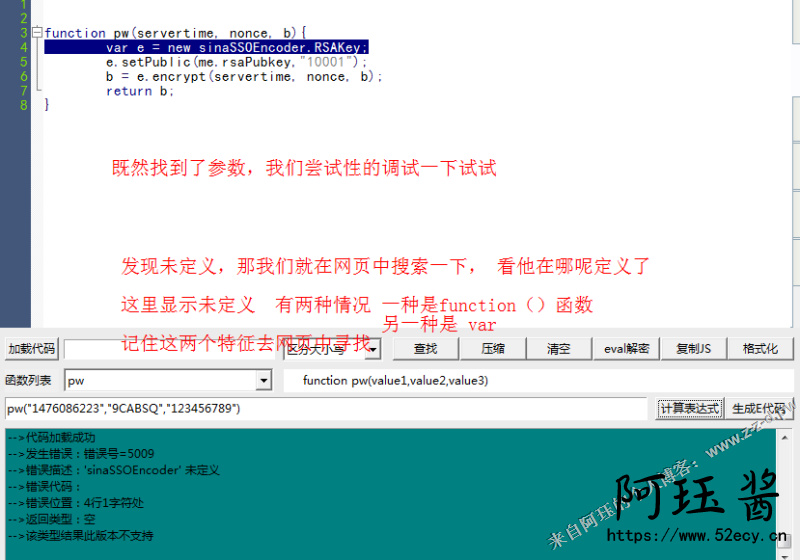 1
2
3 function pw(servertime, nonce, b){
4 var e = new sinaSSOEncoder.RSAKey;
5 e.setPublic(me.rsaPubkey,"10001");
6 b = e.encrypt(servertime, nonce, b);
7 return b;
8 }
既然找到了参数，我们尝试性的调试一下试试
发现未定义，那我们就在网页中搜索一下， 看他在哪呢定义了
这里显示未定义 有两种情况 一种是function（）函数
另一种是 var
记住这两个特征去网页中寻找
加载代码 区分大小写 查找 压缩 清空 eval解密 复制JS 格式化
函数列表 pw function pw(value1,value2,value3)
pw("1476086223","9CABSQ","123456789") 计算表达式 生成E代码
-->代码加载成功
-->发生错误：错误号=5009
-->错误描述：'sinaSSOEncoder' 未定义
-->错误代码：
-->错误位置：4行1字符处
-->返回类型：空
-->该类型结果此版本不支持
阿珏酱
https://www.52ecy.cn